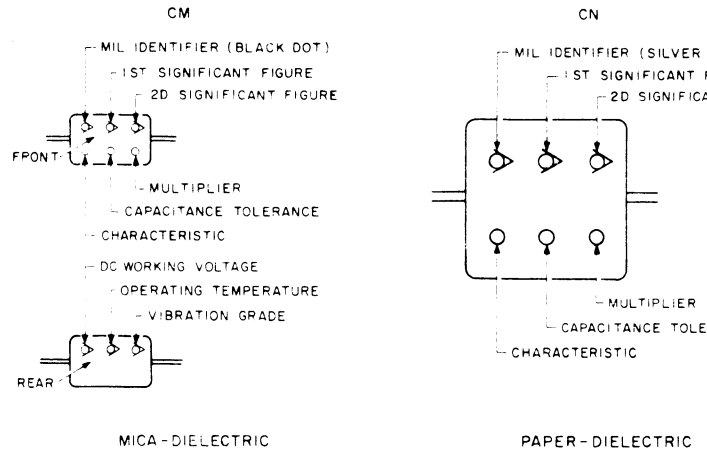 CM
MIL IDENTIFIER (BLACK DOT)
1ST SIGNIFICANT FIGURE
2D SIGNIFICANT FIGURE
FRONT
MULTIPLIER
CAPACITANCE TOLERANCE
CHARACTERISTIC
DC WORKING VOLTAGE
OPERATING TEMPERATURE
VIBRATION GRADE
REAR
MICA-DIELECTRIC
CN
MIL IDENTIFIER (SILVER
1ST SIGNIFICANT
2D
MULTIPLIER
CAPACITANCE
CHARACTERISTIC
PAPER-DIELECTRIC